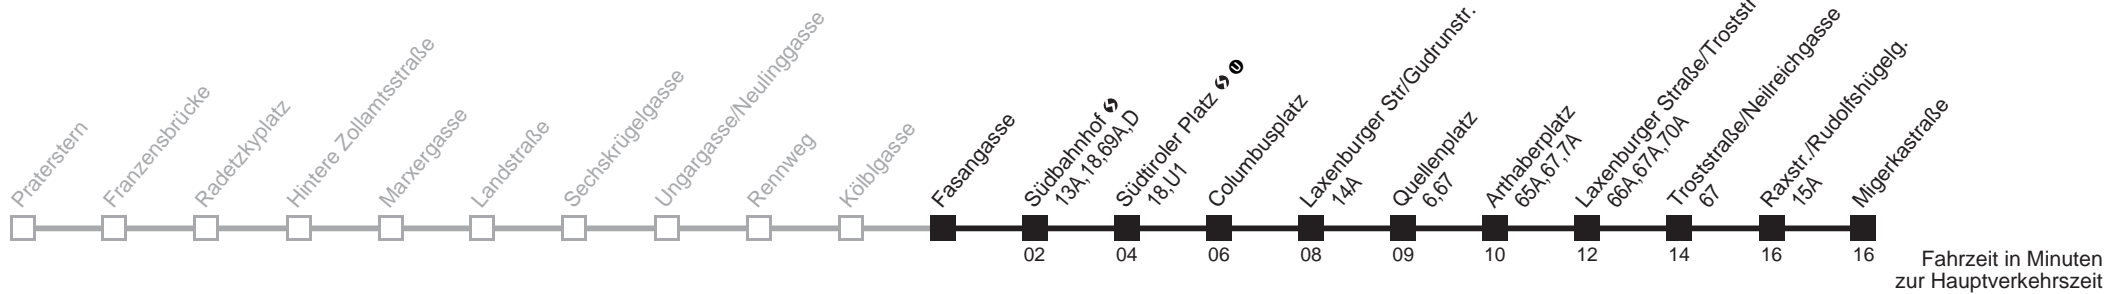 Praterstern
Franzensbrücke
Radetzkyplatz
Hintere Zollamtsstraße
Marxergasse
Landstraße
Sechskrügelgasse
Ungargasse/Neulinggasse
Rennweg
Kölblgasse
Fasangasse
Südbahnhof
13A,18,69A,D
02
Südtiroler Platz U
18,U1
04
Columbusplatz
06
Laxenburger Str/Gudrunstr.
14A
08
Quellenplatz
6,67
09
Arthaberplatz
65A,67,7A
10
Laxenburger Straße/Troststr
66A,67A,70A
12
Troststraße/Neilreichgasse
67
14
Raxstr./Rudolfshügelg.
15A
16
Migerkastraße
16
Fahrzeit in Minuten
zur Hauptverkehrszeit